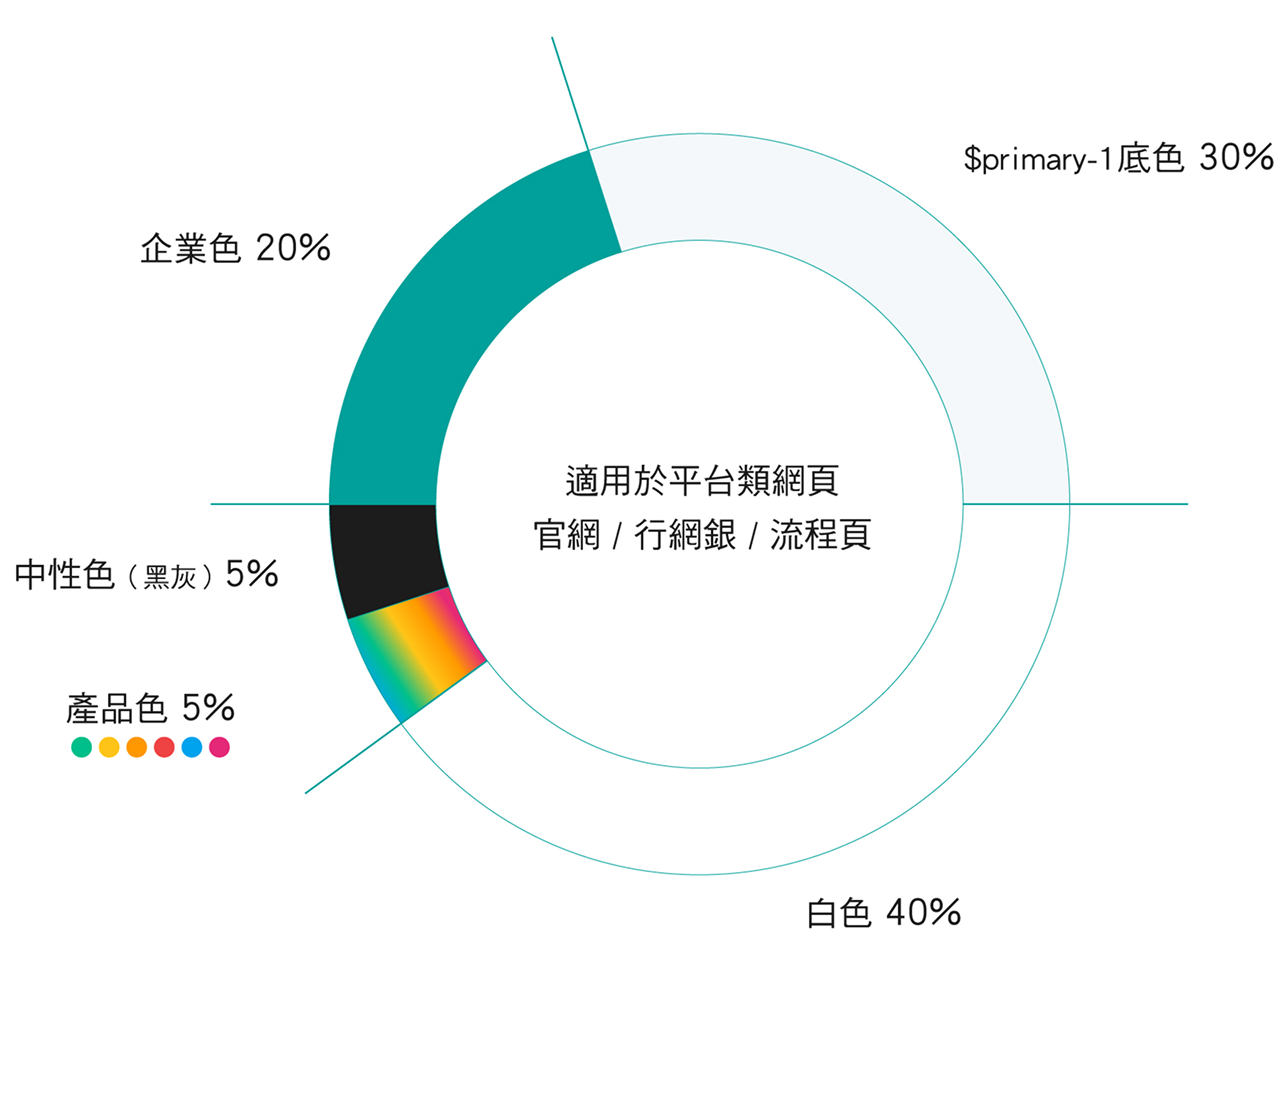 $primary-1底色 30%
企業色 20%
適用於平台類網頁
官網 / 行網銀 / 流程頁
中性色（黑灰）5%
產品色 5%
白色 40%